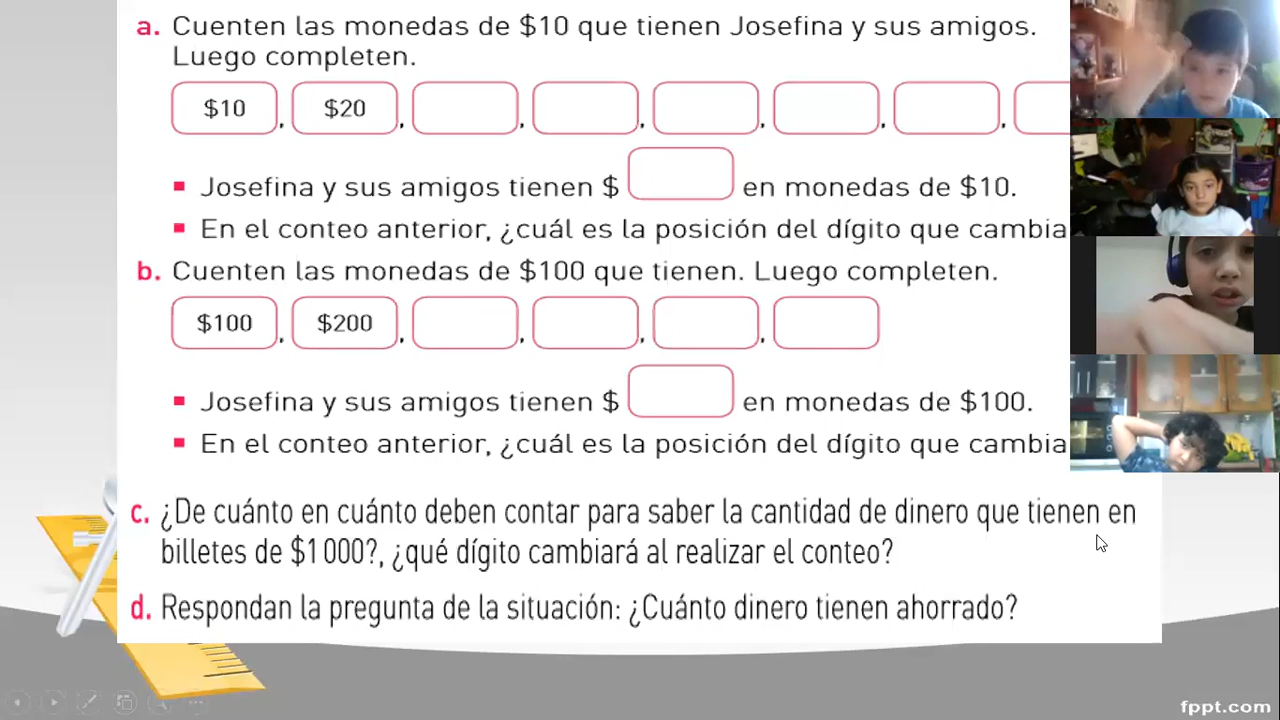 a. Cuenten las monedas de $10 que tienen Josefina y sus amigos.
Luego completen.
$10, $20, , , , , ,
▪ Josefina y sus amigos tienen $ en monedas de $10.
▪ En el conteo anterior, ¿cuál es la posición del dígito que cambia
b. Cuenten las monedas de $100 que tienen. Luego completen.
$100, $200, , , ,
▪ Josefina y sus amigos tienen $ en monedas de $100.
▪ En el conteo anterior, ¿cuál es la posición del dígito que cambia
c. ¿De cuánto en cuánto deben contar para saber la cantidad de dinero que tienen en
billetes de $1 000?, ¿qué dígito cambiará al realizar el conteo?
d. Respondan la pregunta de la situación: ¿Cuánto dinero tienen ahorrado?
fppt.com